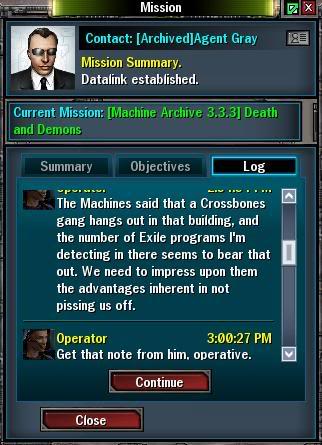 Mission
Contact: [Archived]Agent Gray
Mission Summary.
Datalink established.
Current Mission: [Machine Archive 3.3.3] Death
and Demons
Summary
Objectives
Log
Operator
The Machines said that a Crossbones
gang hangs out in that building, and
the number of Exile programs I'm
detecting in there seems to bear that
out. We need to impress upon them
the advantages inherent in not
pissing us off.
Operator 3:00:27 PM
Get that note from him, operative.
Continue
Close